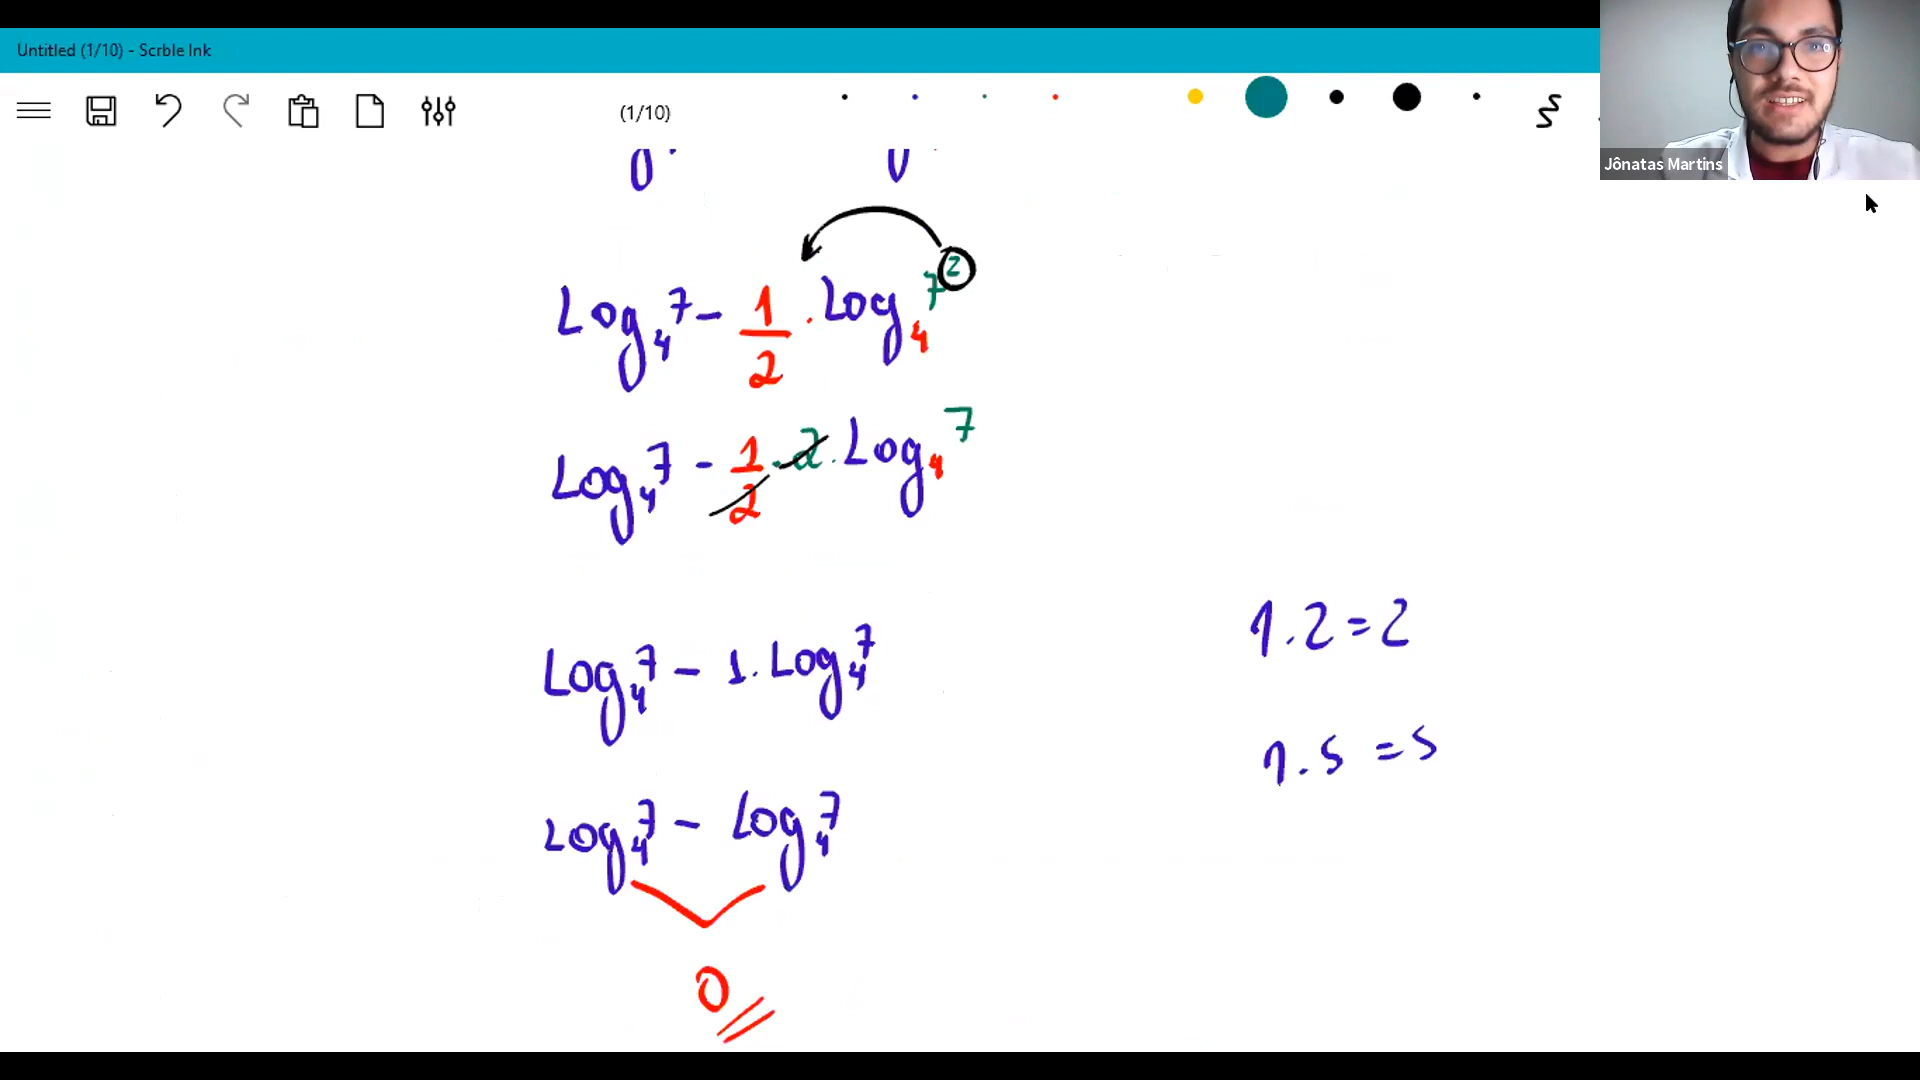 Untitled (1/10) - Scrble Ink
(1/10)
Jônatas Martins
Log₄⁷ - 1/2 . Log₄⁷²
Log₄⁷ - 1/2 . 2 . Log₄⁷
1.2=2
Log₄⁷ - 1. Log₄⁷
1.5 =5
Log₄⁷ - Log₄⁷
0